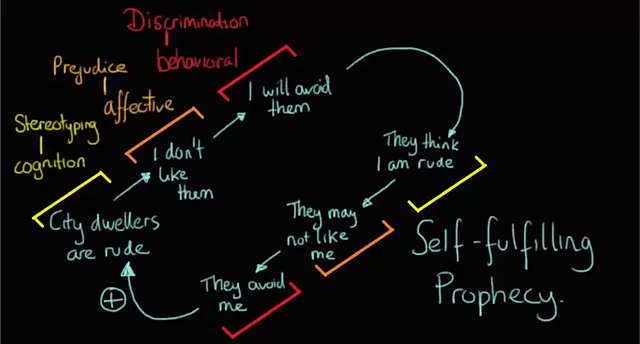 Discrimination
behavioral
Prejudice
affective
Stereotyping
cognition
I will avoid
them
I don't
like
them
City dwellers
are rude
They think
I am rude
They may
not like
me
They avoid
me
+
Self-fulfilling
Prophecy.